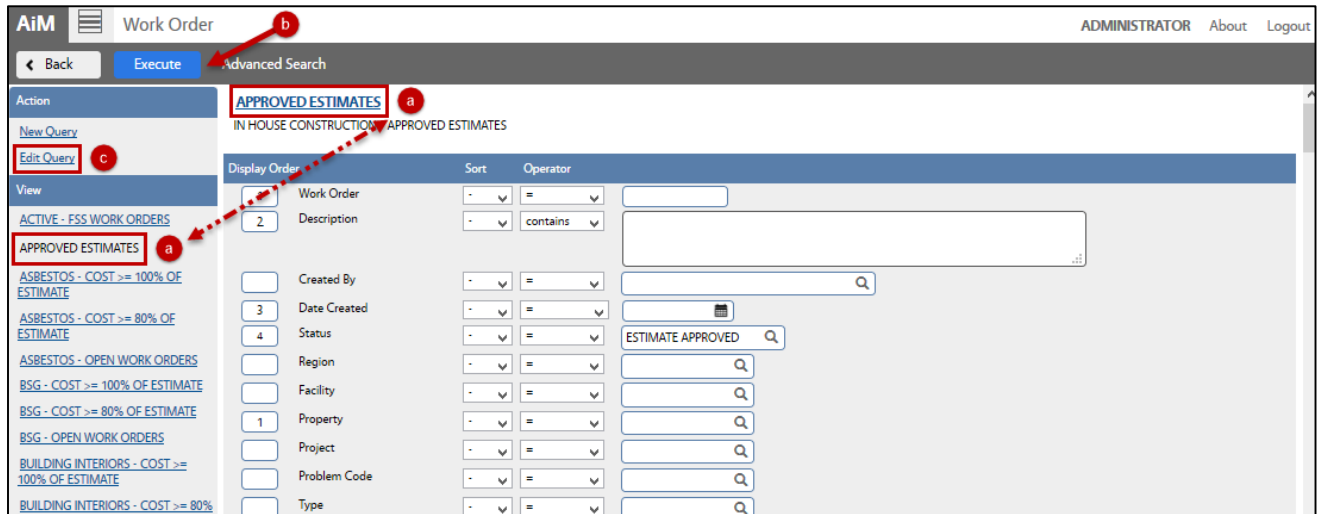 AiM Work Order b ADMINISTRATOR About Logout
Back Execute Advanced Search
Action
New Query
Edit Query c
View
ACTIVE - FSS WORK ORDERS
APPROVED ESTIMATES a
ASBESTOS - COST >= 100% OF
ESTIMATE
ASBESTOS - COST >= 80% OF
ESTIMATE
ASBESTOS - OPEN WORK ORDERS
BSG - COST >= 100% OF ESTIMATE
BSG - COST >= 80% OF ESTIMATE
BSG - OPEN WORK ORDERS
BUILDING INTERIORS - COST >=
100% OF ESTIMATE
BUILDING INTERIORS - COST >= 80%
APPROVED ESTIMATES a
IN HOUSE CONSTRUCTION APPROVED ESTIMATES
Display Order Sort Operator
Work Order - =
2 Description - contains
Created By - =
3 Date Created - =
4 Status - = ESTIMATE APPROVED
Region - =
Facility - =
1 Property - =
Project - =
Problem Code - =
Type - =